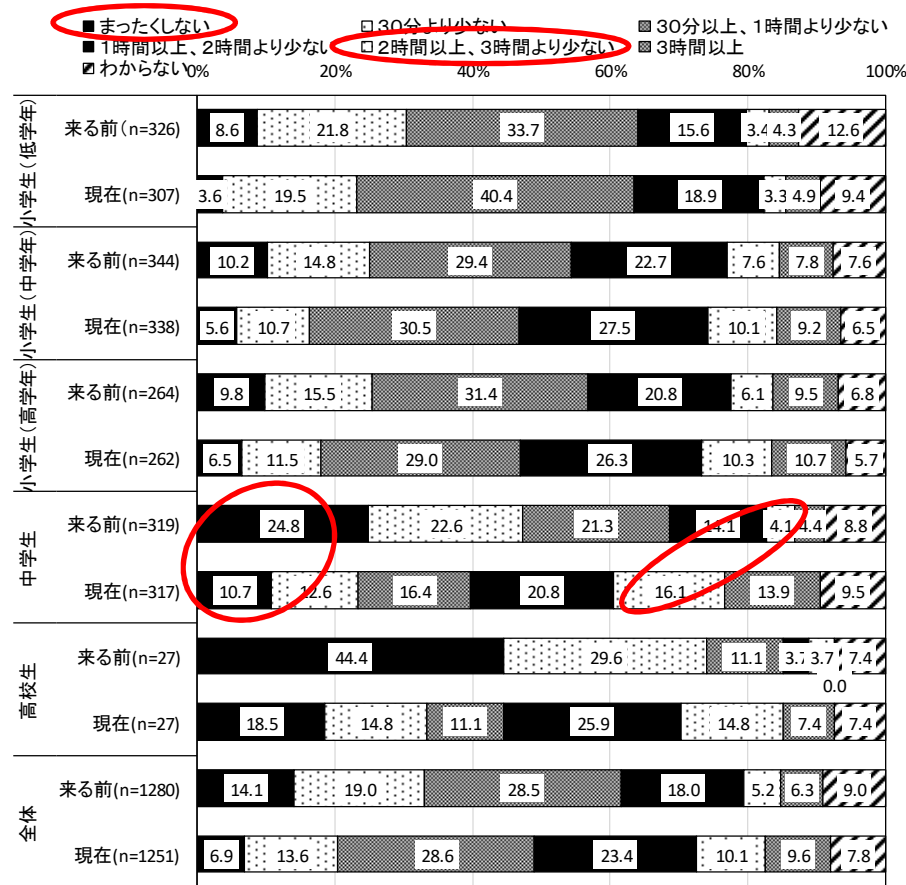 まったくしない 30分より少ない 30分以上、1時間より少ない
1時間以上、2時間より少ない 2時間以上、3時間より少ない 3時間以上
わからない
0% 20% 40% 60% 80% 100%
小学生(低学年)
来る前(n=326) 8.6 21.8 33.7 15.6 3.4 4.3 12.6
現在(n=307) 3.6 19.5 40.4 18.9 3.3 4.9 9.4
小学生(中学年)
来る前(n=344) 10.2 14.8 29.4 22.7 7.6 7.8 7.6
現在(n=338) 5.6 10.7 30.5 27.5 10.1 9.2 6.5
小学生(高学年)
来る前(n=264) 9.8 15.5 31.4 20.8 6.1 9.5 6.8
現在(n=262) 6.5 11.5 29.0 26.3 10.3 10.7 5.7
中学生
来る前(n=319) 24.8 22.6 21.3 14.1 4.1 4.4 8.8
現在(n=317) 10.7 12.6 16.4 20.8 16.1 13.9 9.5
高校生
来る前(n=27) 44.4 29.6 11.1 3.7 3.7 7.4
0.0
現在(n=27) 18.5 14.8 11.1 25.9 14.8 7.4 7.4
全体
来る前(n=1280) 14.1 19.0 28.5 18.0 5.2 6.3 9.0
現在(n=1251) 6.9 13.6 28.6 23.4 10.1 9.6 7.8